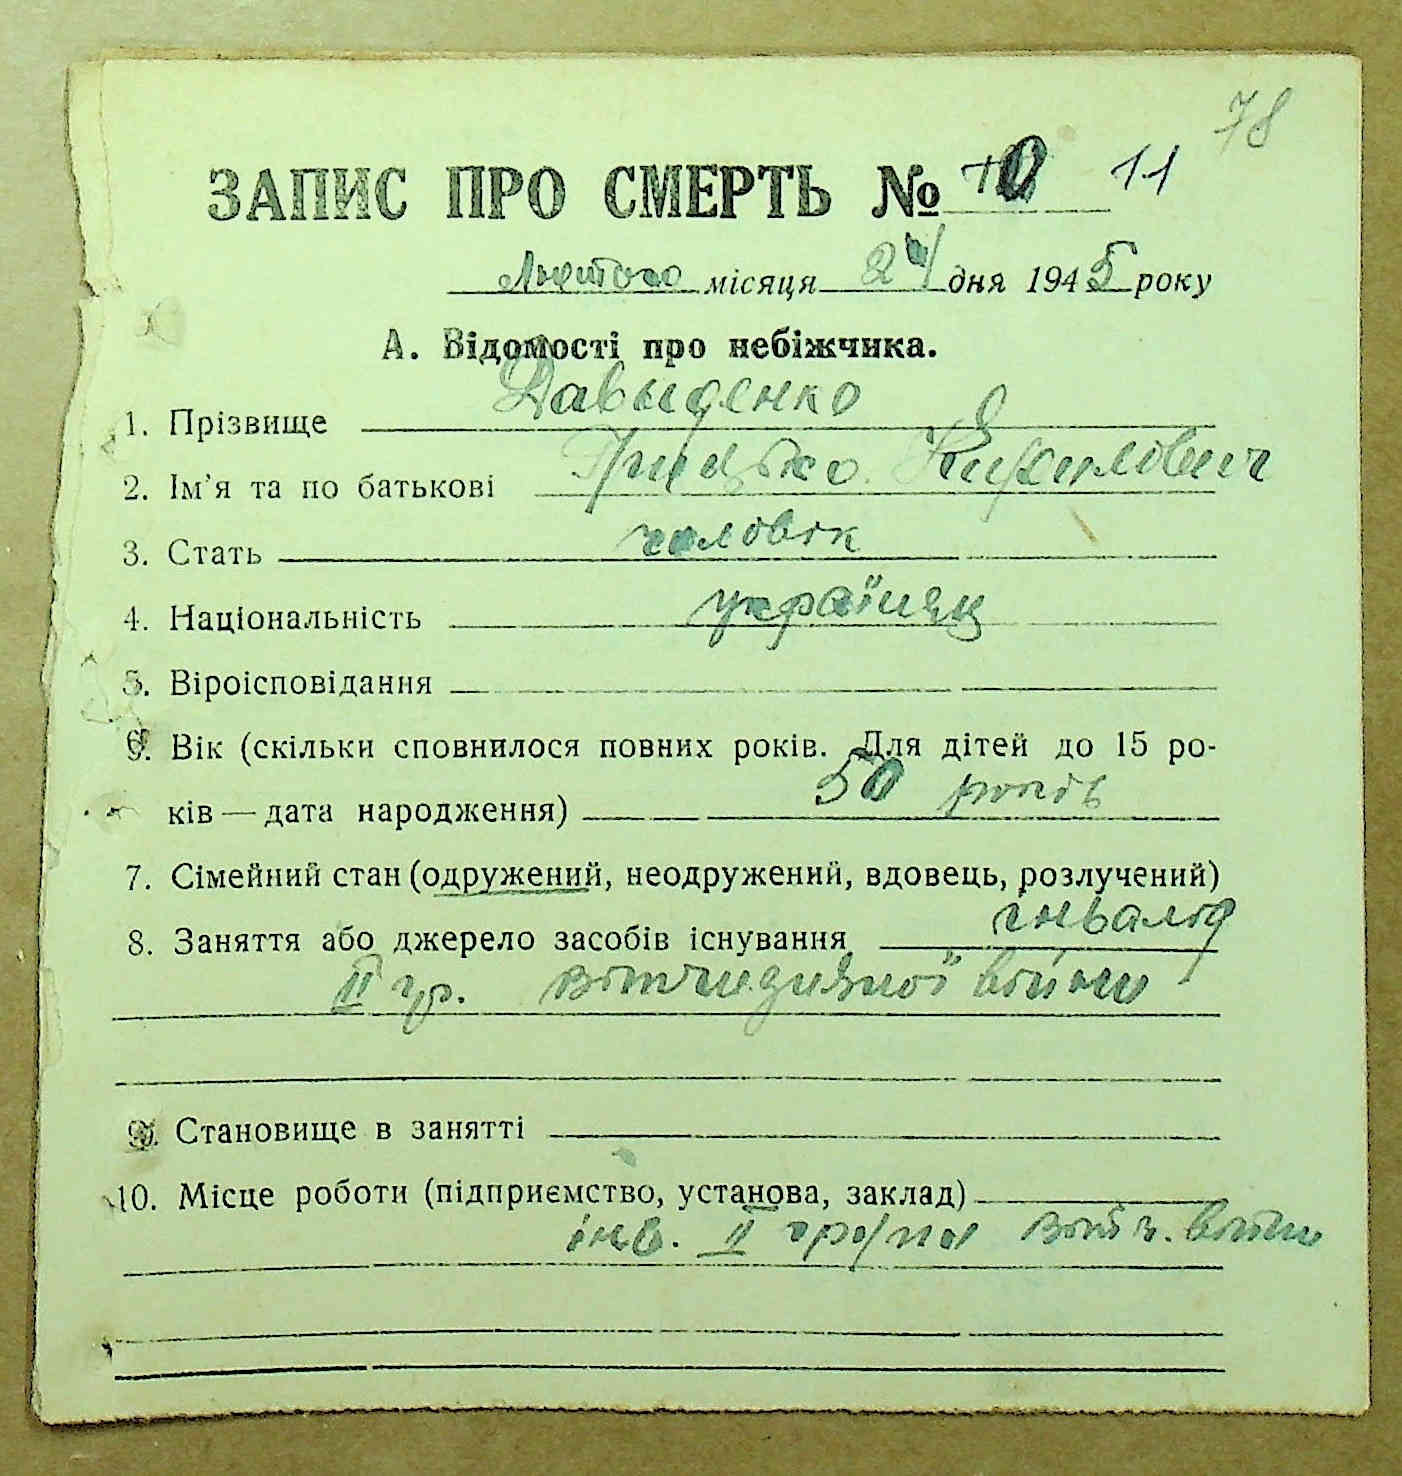 78
ЗАПИС ПРО СМЕРТЬ № 10 11
Лютого місяця 24 дня 1945 року
А. Відомості про небіжчика.
1. Прізвище Давыденко
2. Ім'я та по батькові Грицько Кирилович
3. Стать чоловік
4. Національність українец
5. Віроісповідання
6. Вік (скільки сповнилося повних років. Для дітей до 15 ро-
ків — дата народження) 50 років
7. Сімейний стан (одружений, неодружений, вдовець, розлучений)
8. Заняття або джерело засобів існування інвалід
II гр. вітчизняної війни
9. Становище в занятті
10. Місце роботи (підприємство, установа, заклад)
інв. II групи війни